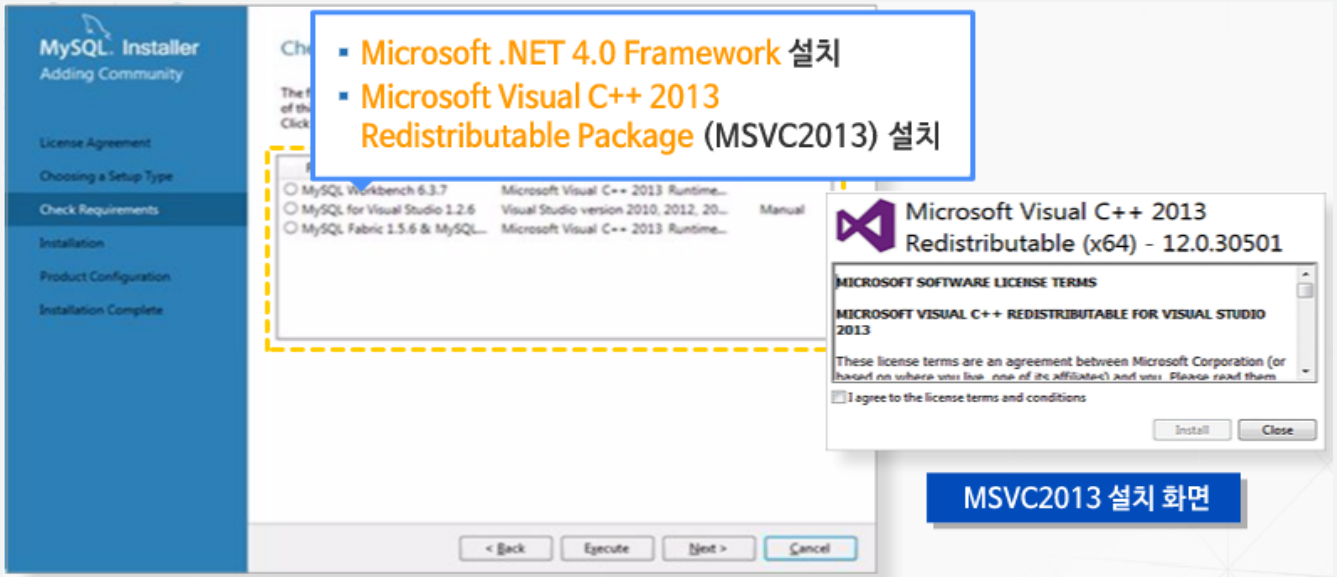 MySQL. Installer
Adding Community
License Agreement
Choosing a Setup Type
Check Requirements
Installation
Product Configuration
Installation Complete
The
of the
Click
▪ Microsoft .NET 4.0 Framework 설치
▪ Microsoft Visual C++ 2013
Redistributable Package (MSVC2013) 설치
MySQL Workbench 6.3.7 Microsoft Visual C++ 2013 Runtime...
MySQL for Visual Studio 1.2.6 Visual Studio version 2010, 2012, 20... Manual
MySQL Fabric 1.5.6 & MySQL... Microsoft Visual C++ 2013 Runtime...
< Back Execute Next > Cancel
Microsoft Visual C++ 2013
Redistributable (x64) - 12.0.30501
MICROSOFT SOFTWARE LICENSE TERMS
MICROSOFT VISUAL C++ REDISTRIBUTABLE FOR VISUAL STUDIO
2013
These license terms are an agreement between Microsoft Corporation (or
based on where you live, one of its affiliates) and you. Please read them
I agree to the license terms and conditions
Install Close
MSVC2013 설치 화면